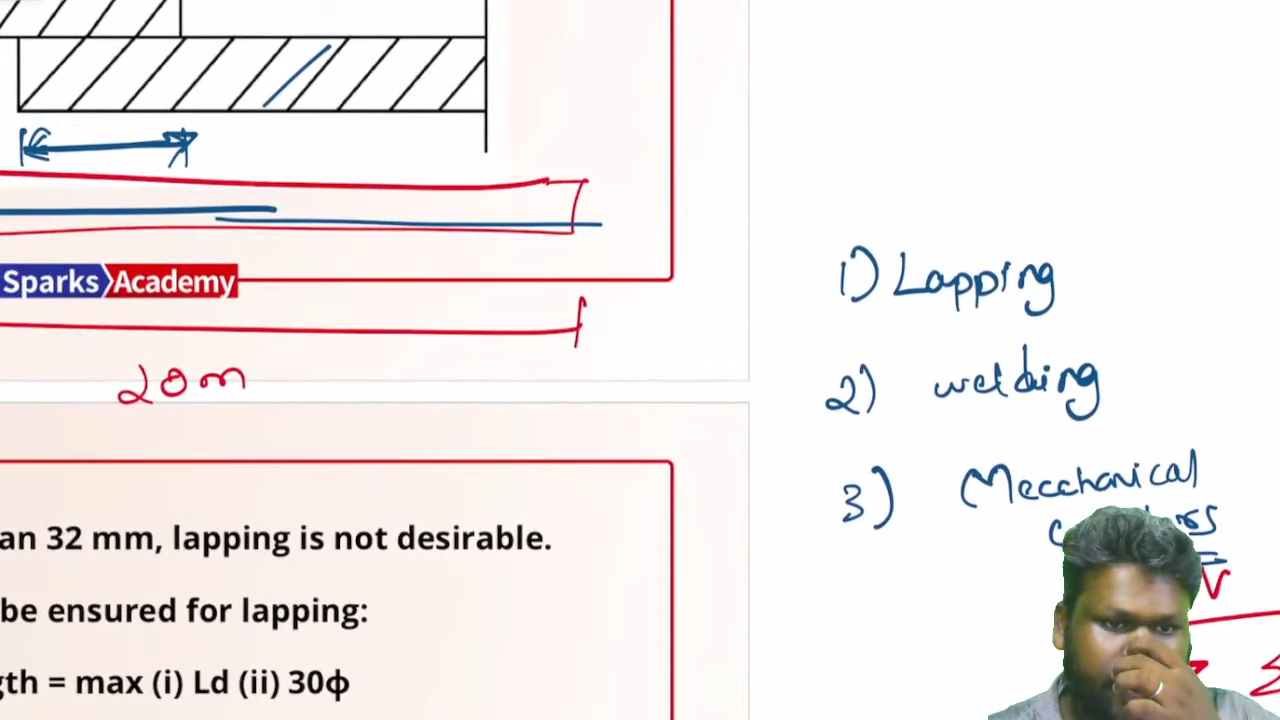 Sparks Academy
20m
1) Lapping
2) welding
3) Mecchanical
an 32 mm, lapping is not desirable.
be ensured for lapping:
gth = max (i) Ld (ii) 30ϕ